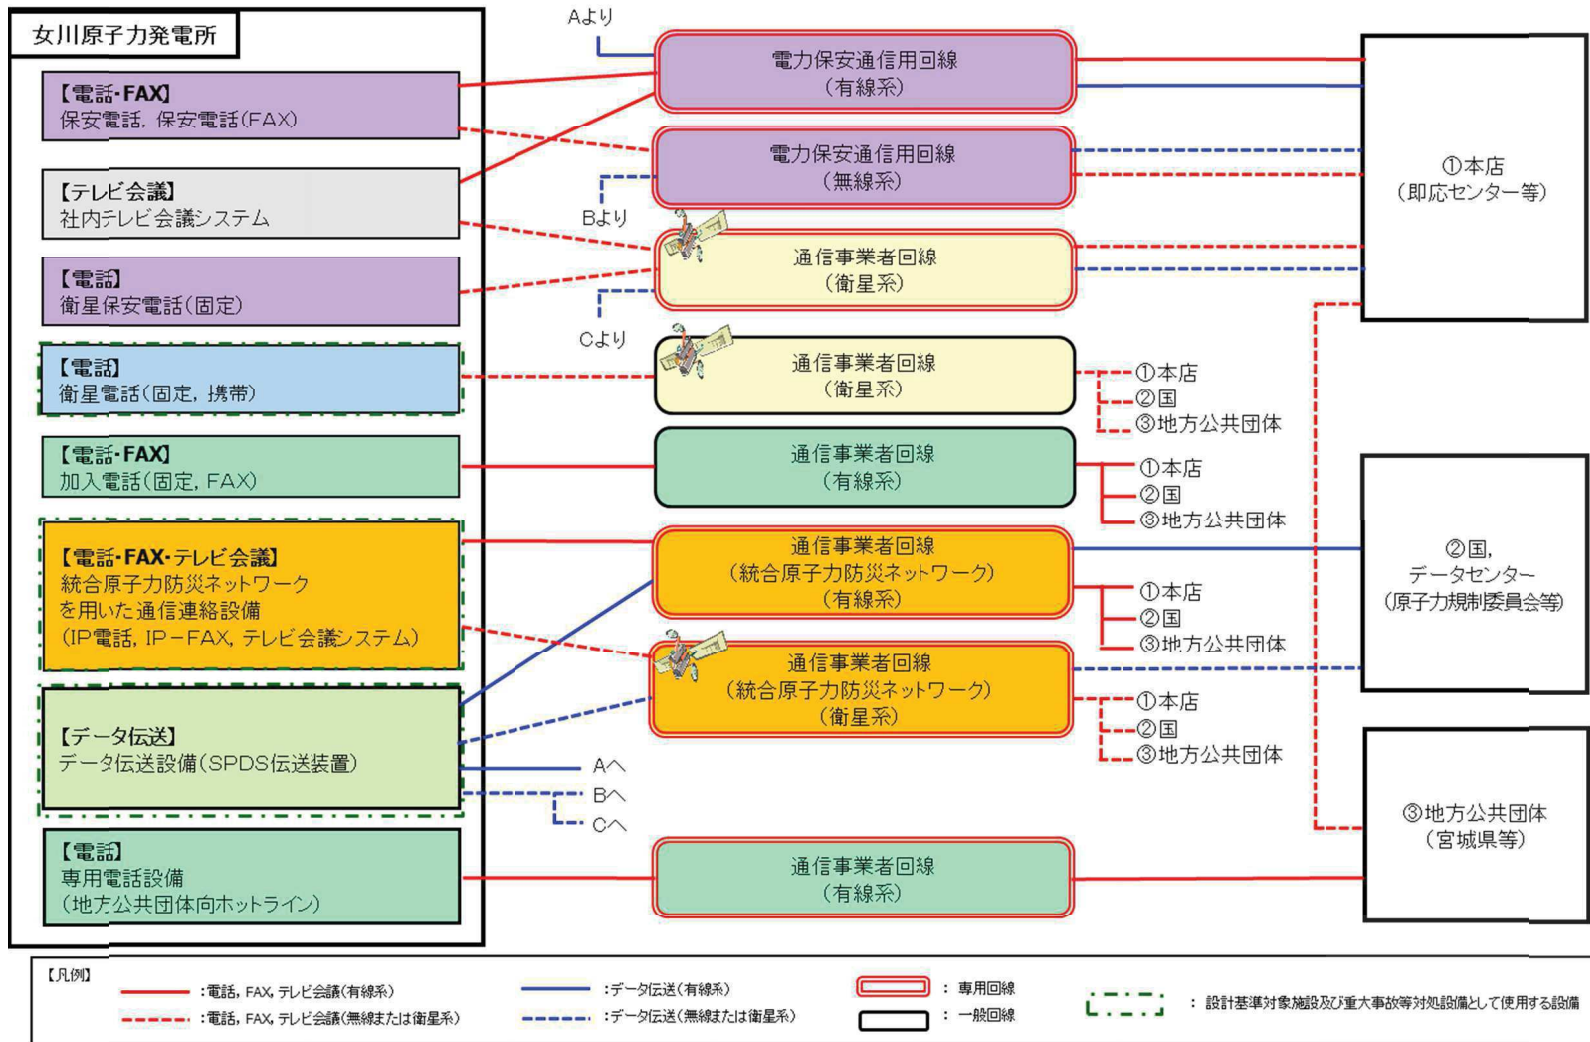 女川原子力発電所
【電話・FAX】
保安電話，保安電話(FAX)
【テレビ会議】
社内テレビ会議システム
【電話】
衛星保安電話(固定)
【電話】
衛星電話(固定，携帯)
【電話・FAX】
加入電話(固定，FAX)
【電話・FAX・テレビ会議】
統合原子力防災ネットワーク
を用いた通信連絡設備
(IP電話，IP－FAX，テレビ会議システム)
【データ伝送】
データ伝送設備(SPDS伝送装置)
【電話】
専用電話設備
(地方公共団体向ホットライン)
Aより
電力保安通信用回線
(有線系)
電力保安通信用回線
(無線系)
Bより
通信事業者回線
(衛星系)
Cより
通信事業者回線
(衛星系)
①本店
②国
③地方公共団体
通信事業者回線
(有線系)
①本店
②国
③地方公共団体
通信事業者回線
(統合原子力防災ネットワーク)
(有線系)
①本店
②国
③地方公共団体
通信事業者回線
(統合原子力防災ネットワーク)
(衛星系)
①本店
②国
③地方公共団体
Aへ
Bへ
Cへ
通信事業者回線
(有線系)
①本店
(即応センター等)
②国，
データセンター
(原子力規制委員会等)
③地方公共団体
(宮城県等)
【凡例】
：電話，FAX，テレビ会議(有線系)
：電話，FAX，テレビ会議(無線または衛星系)
：データ伝送(有線系)
：データ伝送(無線または衛星系)
：専用回線
：一般回線
：設計基準対象施設及び重大事故等対処設備として使用する設備